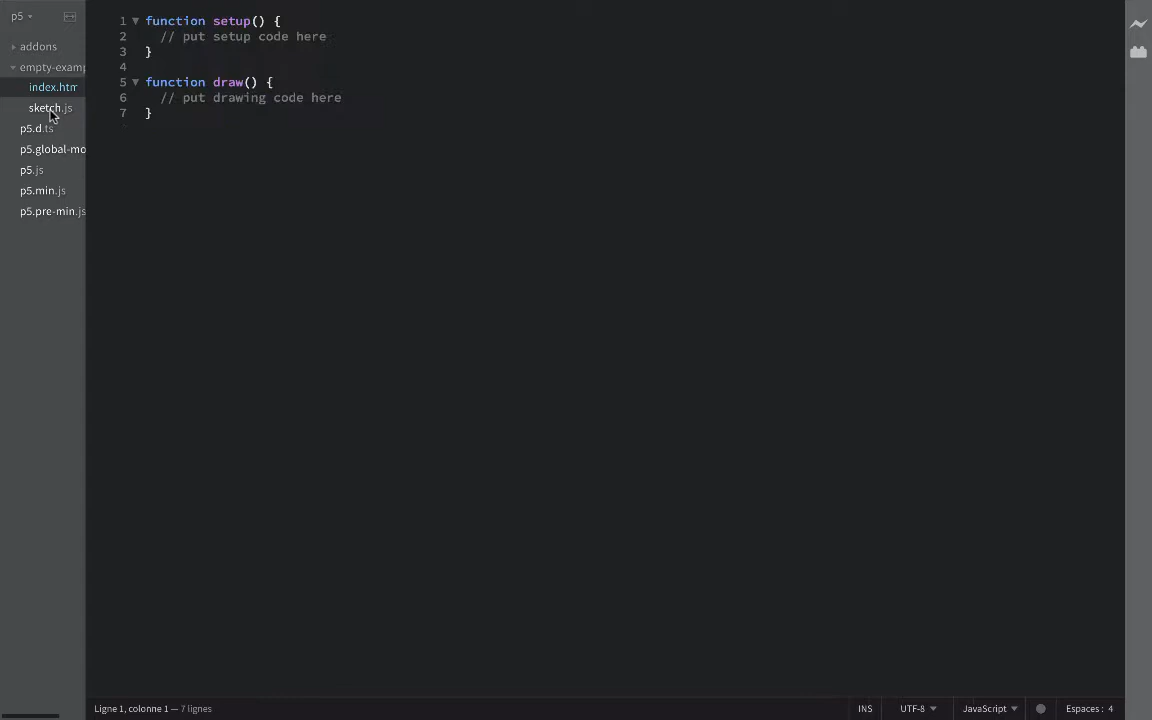 p5
addons
empty-examp
index.htm
sketch.js
p5.d.ts
p5.global-mo
p5.js
p5.min.js
p5.pre-min.js
1 function setup() {
2 // put setup code here
3 }
4
5 function draw() {
6 // put drawing code here
7 }
Ligne 1, colonne 1 — 7 lignes
INS
UTF-8
JavaScript
Espaces : 4